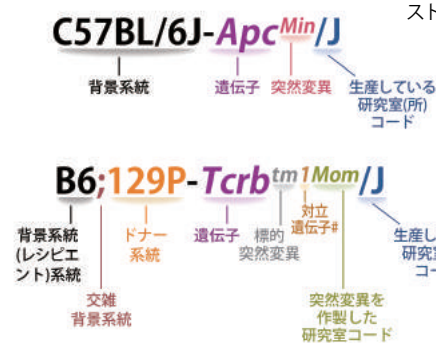 スト
C57BL/6J-ApcMin/J
背景系統 遺伝子 突然変異 生産している
研究室(所)
コード
B6;129P-Tcrbtm1Mom/J
背景系統
(レシピエ
ント)系統
ドナー
系統
遺伝子
標的
突然変異
対立
遺伝子#
生産し
研究室
コー
交雑
背景系統
突然変異を
作製した
研究室コード